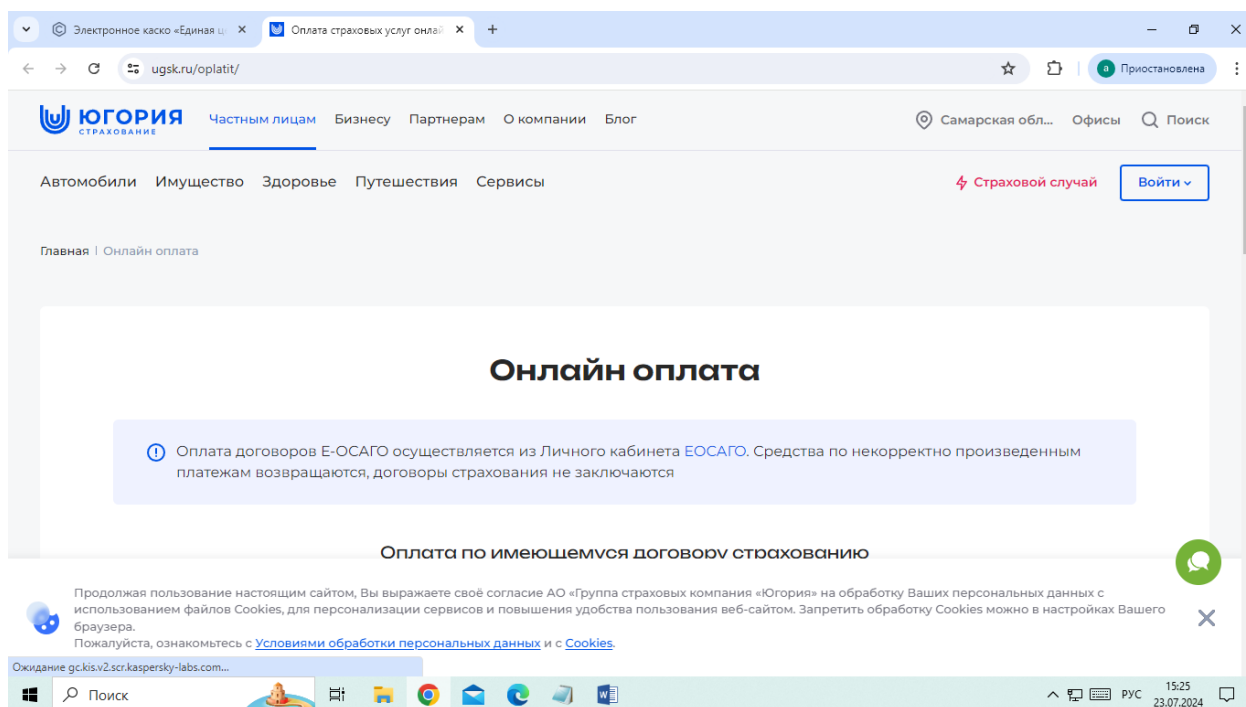 Электронное каско «Единая ц
Оплата страховых услуг онлай
ugsk.ru/oplatit/
a
Приостановлена
ЮГОРИЯ
СТРАХОВАНИЕ
Частным лицам Бизнесу Партнерам О компании Блог
Самарская обл... Офисы Поиск
Автомобили Имущество Здоровье Путешествия Сервисы
Страховой случай
Войти
Главная | Онлайн оплата
Онлайн оплата
Оплата договоров Е-ОСАГО осуществляется из Личного кабинета ЕОСАГО. Средства по некорректно произведенным
платежам возвращаются, договоры страхования не заключаются
Оплата по имеющемуся договору страхованию
Продолжая пользование настоящим сайтом, Вы выражаете своё согласие АО «Группа страховых компания «Югория» на обработку Ваших персональных данных с
использованием файлов Cookies, для персонализации сервисов и повышения удобства пользования веб-сайтом. Запретить обработку Cookies можно в настройках Вашего
браузера.
Пожалуйста, ознакомьтесь с Условиями обработки персональных данных и с Cookies.
Ожидание gc.kis.v2.scr.kaspersky-labs.com...
Поиск
РУС
15:25
23.07.2024